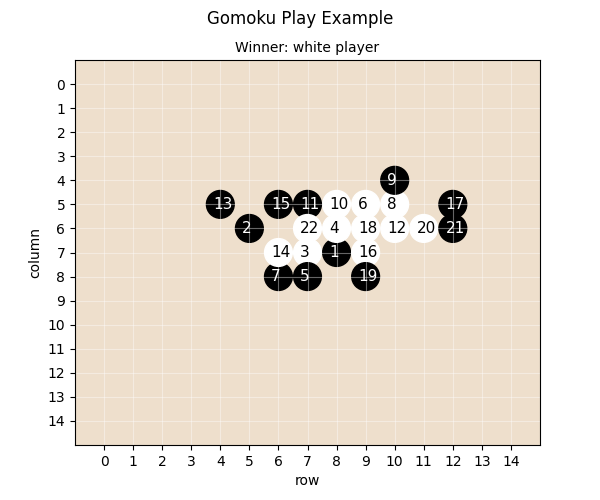 Gomoku Play Example
Winner: white player
0
1
2
3
4
9
5
13 15 11 10 6 8 17
6
2 22 4 18 12 20 21
7
14 3 1 16
8
7 5 19
9
10
11
12
13
14
column
0 1 2 3 4 5 6 7 8 9 10 11 12 13 14
row